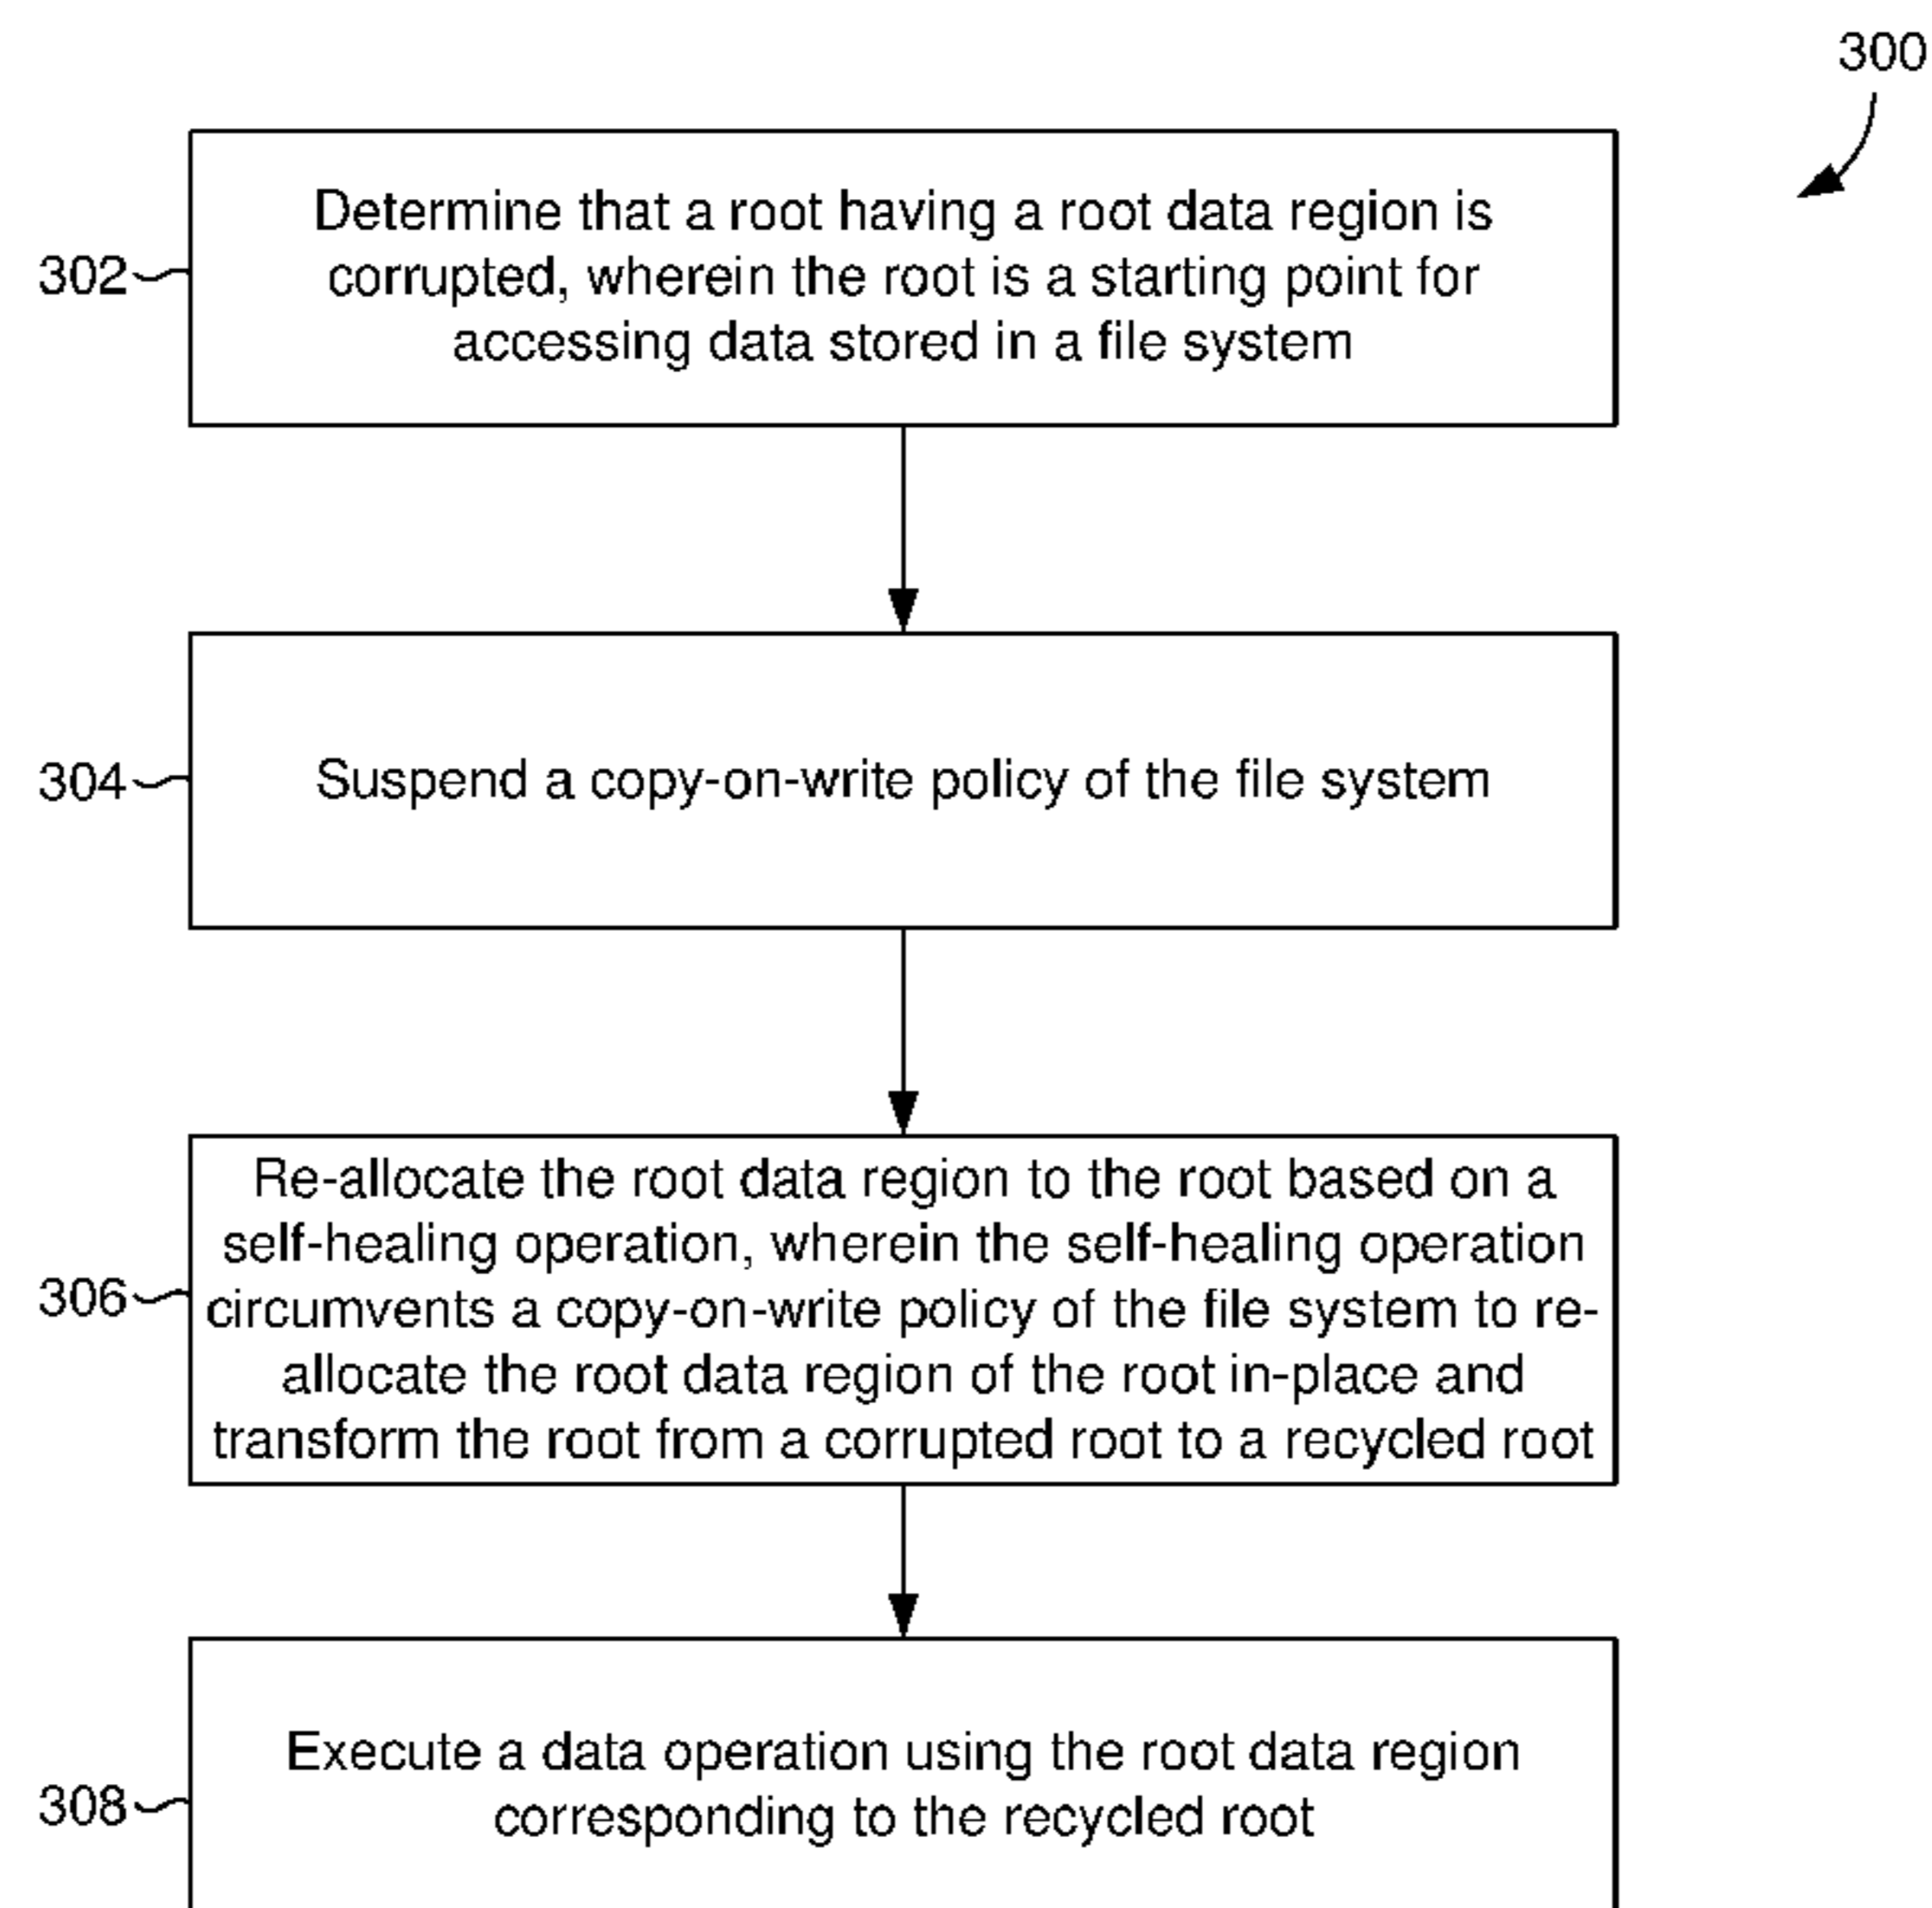 300
Determine that a root having a root data region is
302
corrupted, wherein the root is a starting point for
accessing data stored in a file system
304
Suspend a copy-on-write policy of the file system
Re-allocate the root data region to the root based on a
self-healing operation, wherein the self-healing operation
306
circumvents a copy-on-write policy of the file system to re-
allocate the root data region of the root in-place and
transform the root from a corrupted root to a recycled root
Execute a data operation using the root data region
308
corresponding to the recycled root